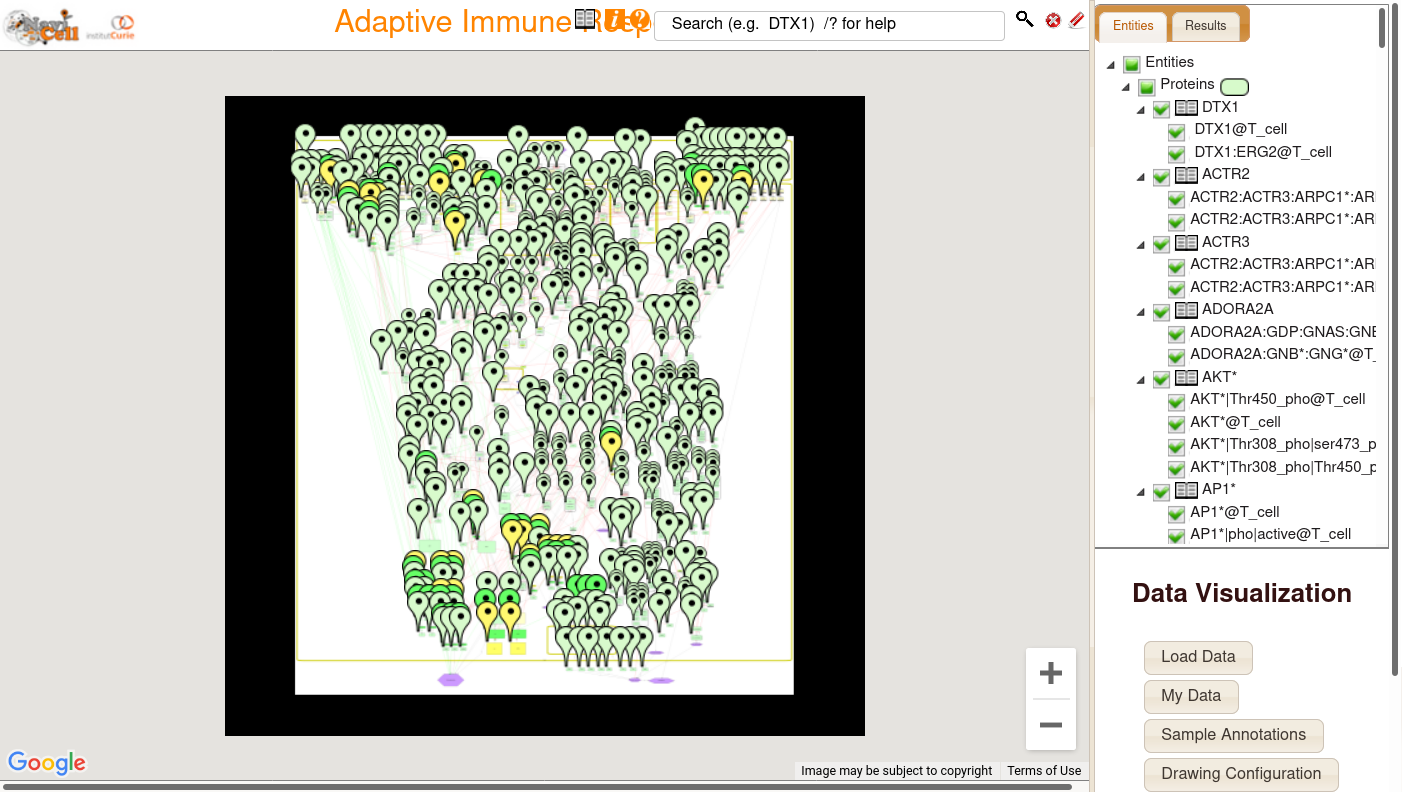 Navi
Cell
institutCurie
Adaptive Immune
Search (e.g. DTX1) /? for help
Entities
Results
Entities
Proteins
DTX1
DTX1@T_cell
DTX1:ERG2@T_cell
ACTR2
ACTR2:ACTR3:ARPC1*:AR
ACTR2:ACTR3:ARPC1*:AR
ACTR3
ACTR2:ACTR3:ARPC1*:AR
ACTR2:ACTR3:ARPC1*:AR
ADORA2A
ADORA2A:GDP:GNAS:GNE
ADORA2A:GNB*:GNG*@T_
AKT*
AKT*|Thr450_pho@T_cell
AKT*@T_cell
AKT*|Thr308_pho|ser473_p
AKT*|Thr308_pho|Thr450_p
AP1*
AP1*@T_cell
AP1*|pho|active@T_cell
Data Visualization
Load Data
My Data
Sample Annotations
Drawing Configuration
Google
Image may be subject to copyright
Terms of Use